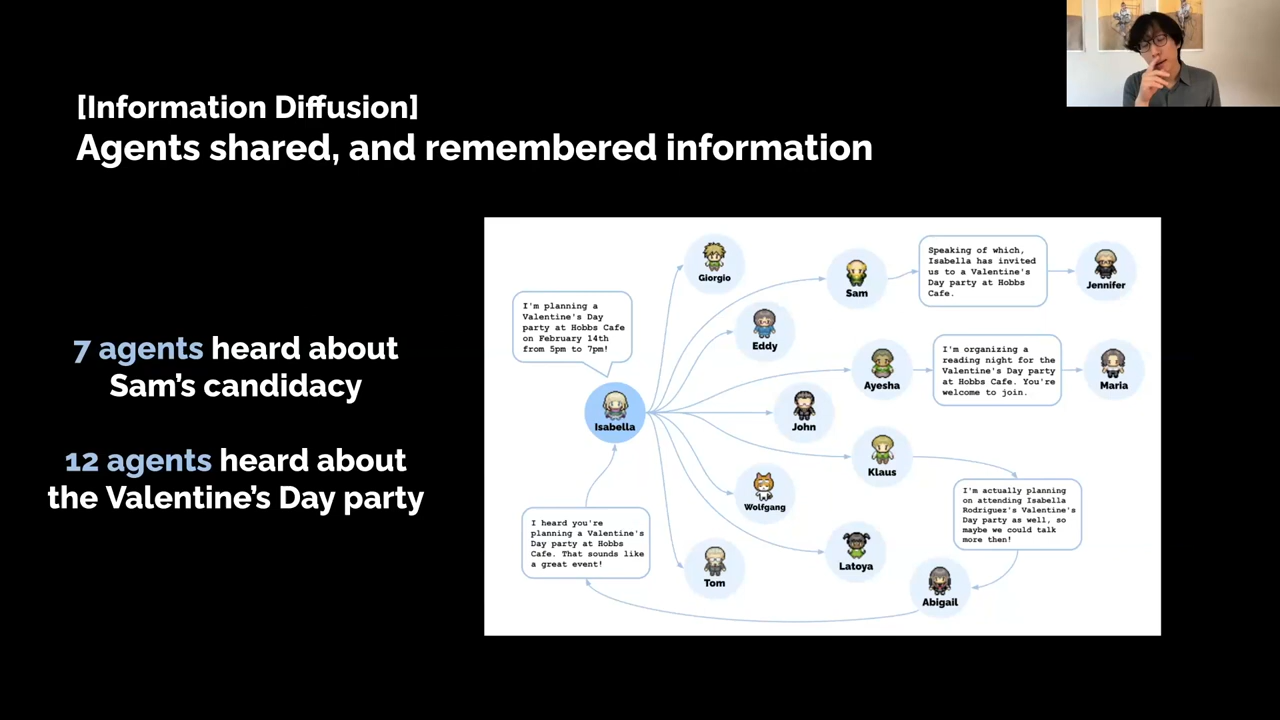 [Information Diffusion]
Agents shared, and remembered information
7 agents heard about
Sam's candidacy
12 agents heard about
the Valentine's Day party
I'm planning a
Valentine's Day
party at Hobbs Cafe
on February 14th
from 5pm to 7pm!
Isabella
I heard you're
planning a Valentine's
Day party at Hobbs
Cafe. That sounds like
a great event!
Giorgio
Eddy
John
Wolfgang
Tom
Sam
Ayesha
Klaus
Latoya
Abigail
Speaking of which,
Isabella has invited
us to a Valentine's
Day party at Hobbs
Cafe.
Jennifer
I'm organizing a
reading night for the
Valentine's Day party
at Hobbs Cafe. You're
welcome to join.
Maria
I'm actually planning
on attending Isabella
Rodriguez's Valentine's
Day party as well, so
maybe we could talk
more then!